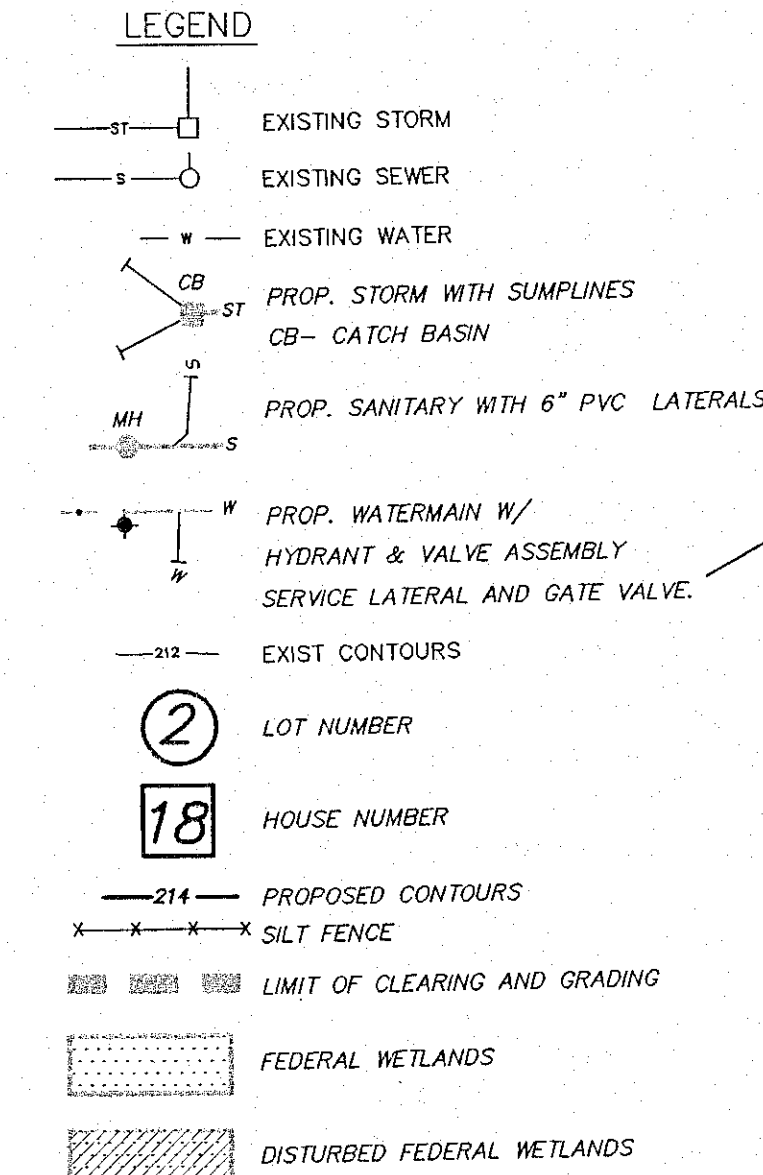 LEGEND
ST EXISTING STORM
S EXISTING SEWER
W EXISTING WATER
CB
ST PROP. STORM WITH SUMPLINES
CB- CATCH BASIN
S
PROP. SANITARY WITH 6" PVC LATERALS
MH
S
W PROP. WATERMAIN W/
HYDRANT & VALVE ASSEMBLY
W
SERVICE LATERAL AND GATE VALVE.
212 EXIST CONTOURS
2 LOT NUMBER
18 HOUSE NUMBER
214 PROPOSED CONTOURS
X X X X SILT FENCE
LIMIT OF CLEARING AND GRADING
FEDERAL WETLANDS
DISTURBED FEDERAL WETLANDS